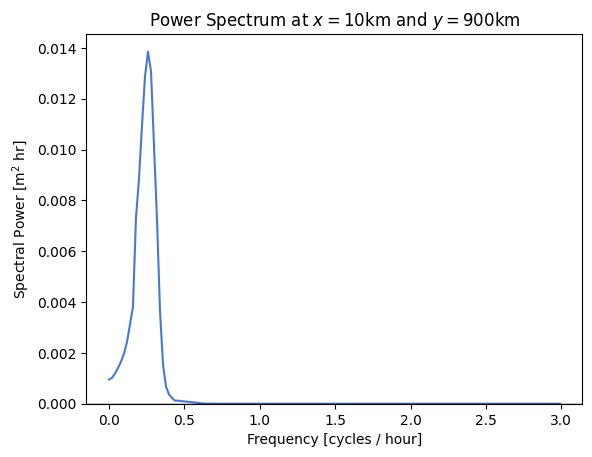 Power Spectrum at x = 10km and y = 900km
0.014
0.012
0.010
0.008
0.006
0.004
0.002
0.000
Spectral Power [m² hr]
0.0 0.5 1.0 1.5 2.0 2.5 3.0
Frequency [cycles / hour]